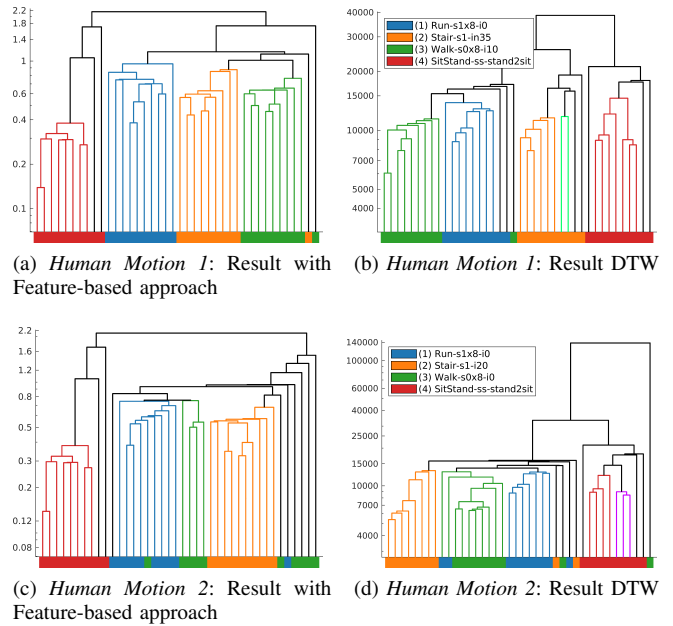 2.2
1.8
1.4
1
0.6
0.4
0.2
0.1
(a) Human Motion 1: Result with
Feature-based approach
40000
20000
15000
10000
7000
5000
4000
(1) Run-s1x8-i0
(2) Stair-s1-in35
(3) Walk-s0x8-i10
(4) SitStand-ss-stand2sit
(b) Human Motion 1: Result DTW
2.2
1.6
1.2
0.8
0.5
0.3
0.2
0.12
0.08
(c) Human Motion 2: Result with
Feature-based approach
140000
100000
60000
40000
25000
15000
10000
7000
4000
(1) Run-s1x8-i0
(2) Stair-s1-i20
(3) Walk-s0x8-i0
(4) SitStand-ss-stand2sit
(d) Human Motion 2: Result DTW